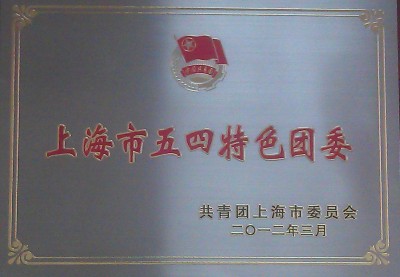 上海市五四特色团委
共青团上海市委员会
二〇一二年三月